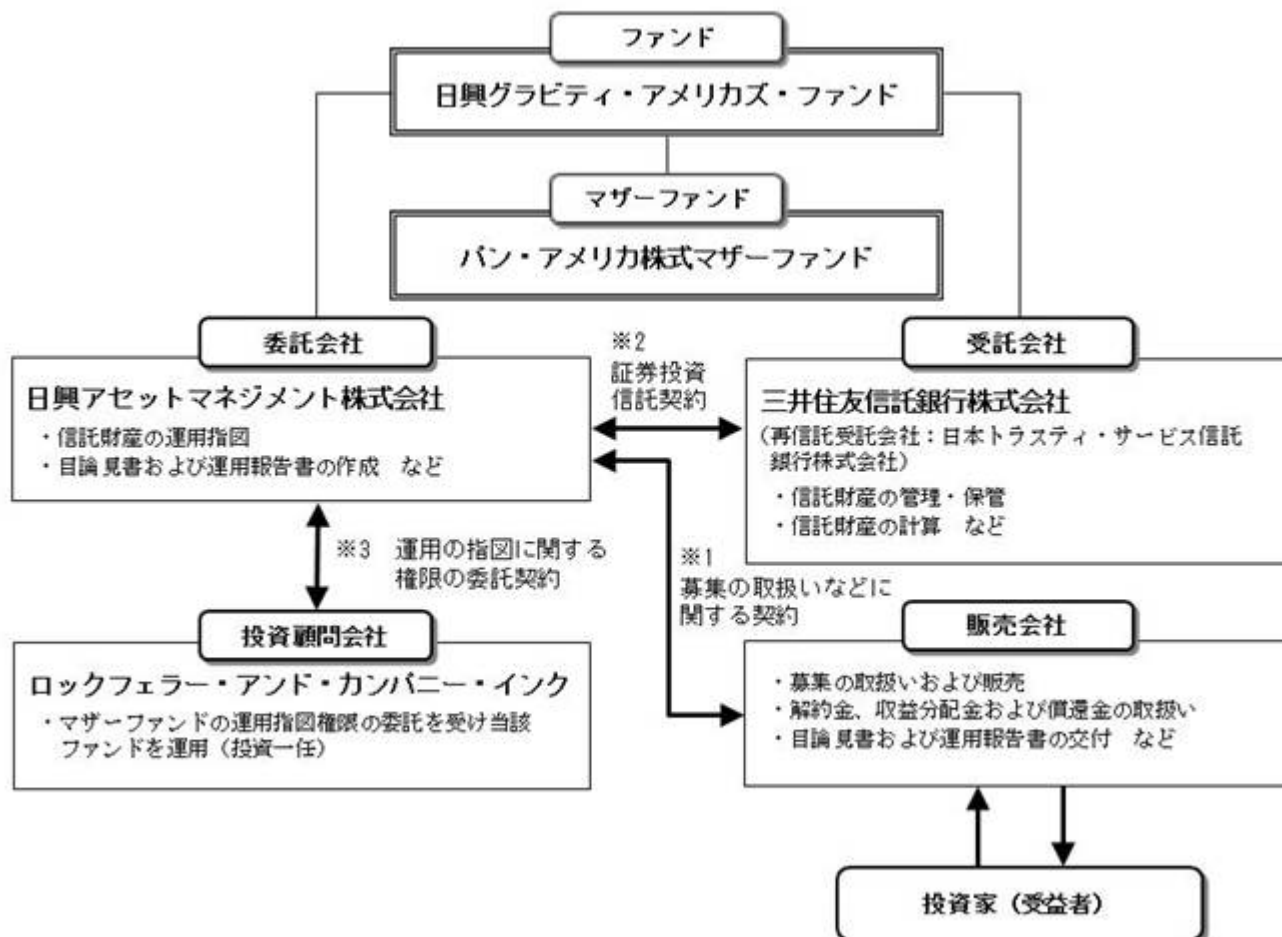 ファンド
日興グラビティ・アメリカズ・ファンド
マザーファンド
パン・アメリカ株式マザーファンド
委託会社
日興アセットマネジメント株式会社
・信託財産の運用指図
・目論見書および運用報告書の作成 など
※2
証券投資
信託契約
受託会社
三井住友信託銀行株式会社
(再信託受託会社:日本トラスティ・サービス信託
銀行株式会社)
・信託財産の管理・保管
・信託財産の計算 など
※3 運用の指図に関する
権限の委託契約
※1
募集の取扱いなどに
関する契約
投資顧問会社
ロックフェラー・アンド・カンパニー・インク
・マザーファンドの運用指図権限の委託を受け当該
ファンドを運用(投資一任)
販売会社
・募集の取扱いおよび販売
・解約金、収益分配金および償還金の取扱い
・目論見書および運用報告書の交付 など
投資家(受益者)